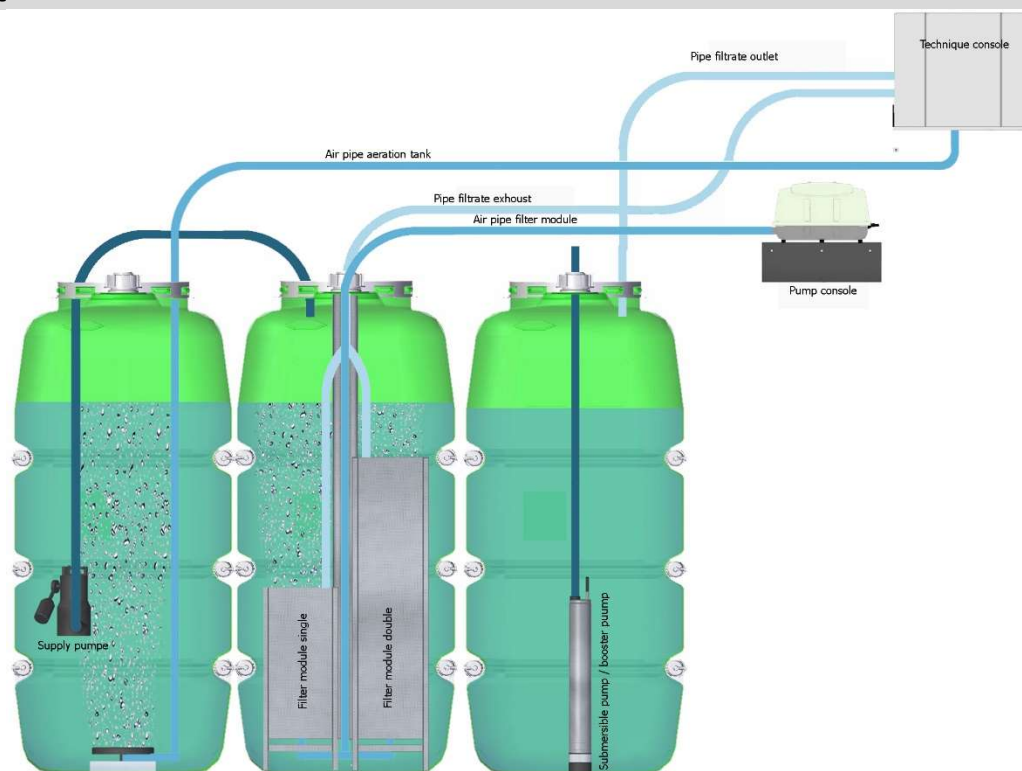 Technique console
Pipe filtrate outlet
Air pipe aeration tank
Pipe filtrate exhust
Air pipe filter module
Pump console
Supply pumpe
Filter module single
Filter module double
Submersible pump / booster puump